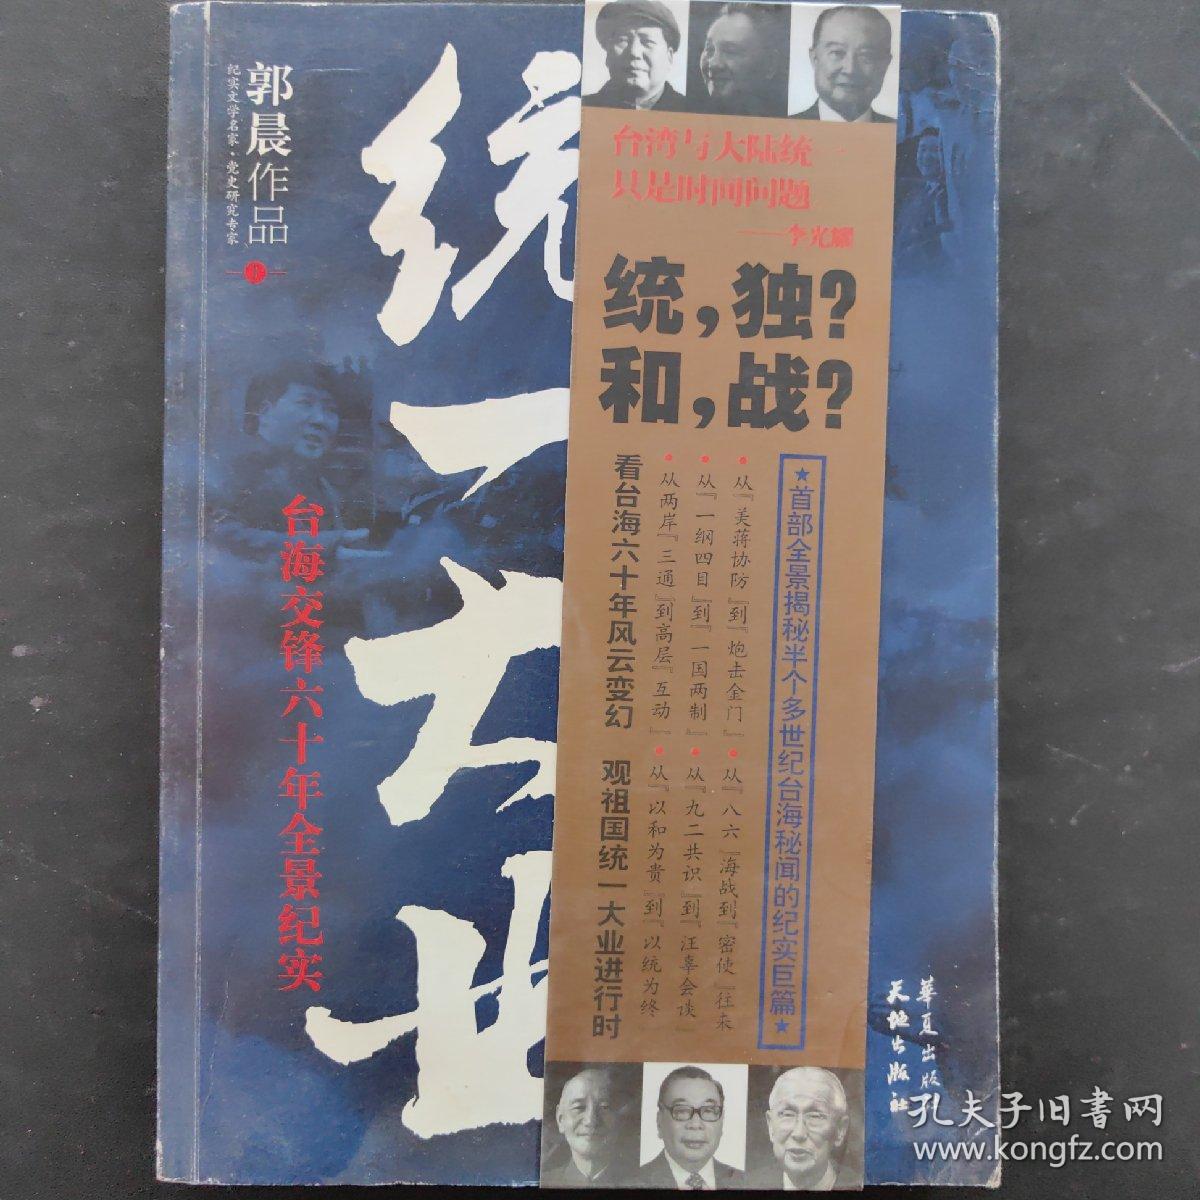 郭晨作品
纪实文学名家·党史研究专家
上
统一大业
台海交锋六十年全景纪实
台湾与大陆统一
只是时间问题
——李光耀
统，独？
和，战？
★首部全景揭秘半个多世纪台海秘闻的纪实巨篇★
●从『美蒋协防』到『炮击金门』
●从『八六』海战到『密使』往来
●从『一纲四目』到『一国两制』
●从『九二共识』到『汪辜会谈』
●从两岸『三通』到高层『互动』
●从『以和为贵』到『以统为终』
看台海六十年风云变幻 观祖国统一大业进行时
華夏出版
天地出版社
孔夫子旧书网
www.kongfz.com